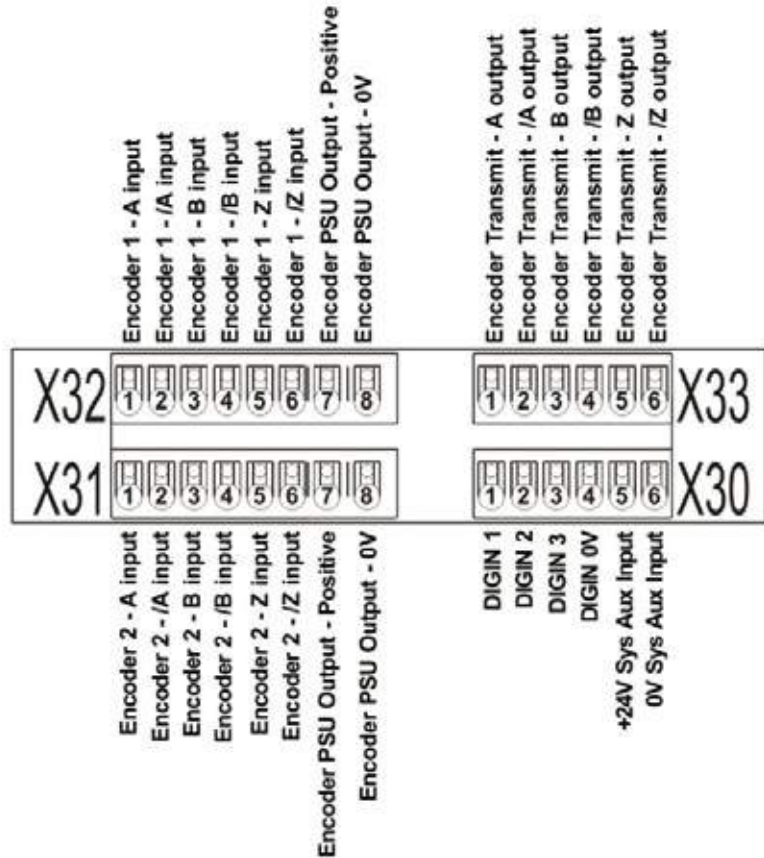 Encoder 1 - A input
Encoder 1 - /A input
Encoder 1 - B input
Encoder 1 - /B input
Encoder 1 - Z input
Encoder 1 - /Z input
Encoder PSU Output - Positive
Encoder PSU Ouput - 0V
Encoder Transmit - A output
Encoder Transmit - /A output
Encoder Transmit - B output
Encoder Transmit - /B output
Encoder Transmit - Z output
Encoder Transmit - /Z output
X32 1 2 3 4 5 6 7 8
1 2 3 4 5 6 X33
X31 1 2 3 4 5 6 7 8
1 2 3 4 5 6 X30
Encoder 2 - A input
Encoder 2 - /A input
Encoder 2 - B input
Encoder 2 - /B input
Encoder 2 - Z input
Encoder 2 - /Z input
Encoder PSU Output - Positive
Encoder PSU Output - 0V
DIGIN 1
DIGIN 2
DIGIN 3
DIGIN 0V
+24V Sys Aux Input
0V Sys Aux Input